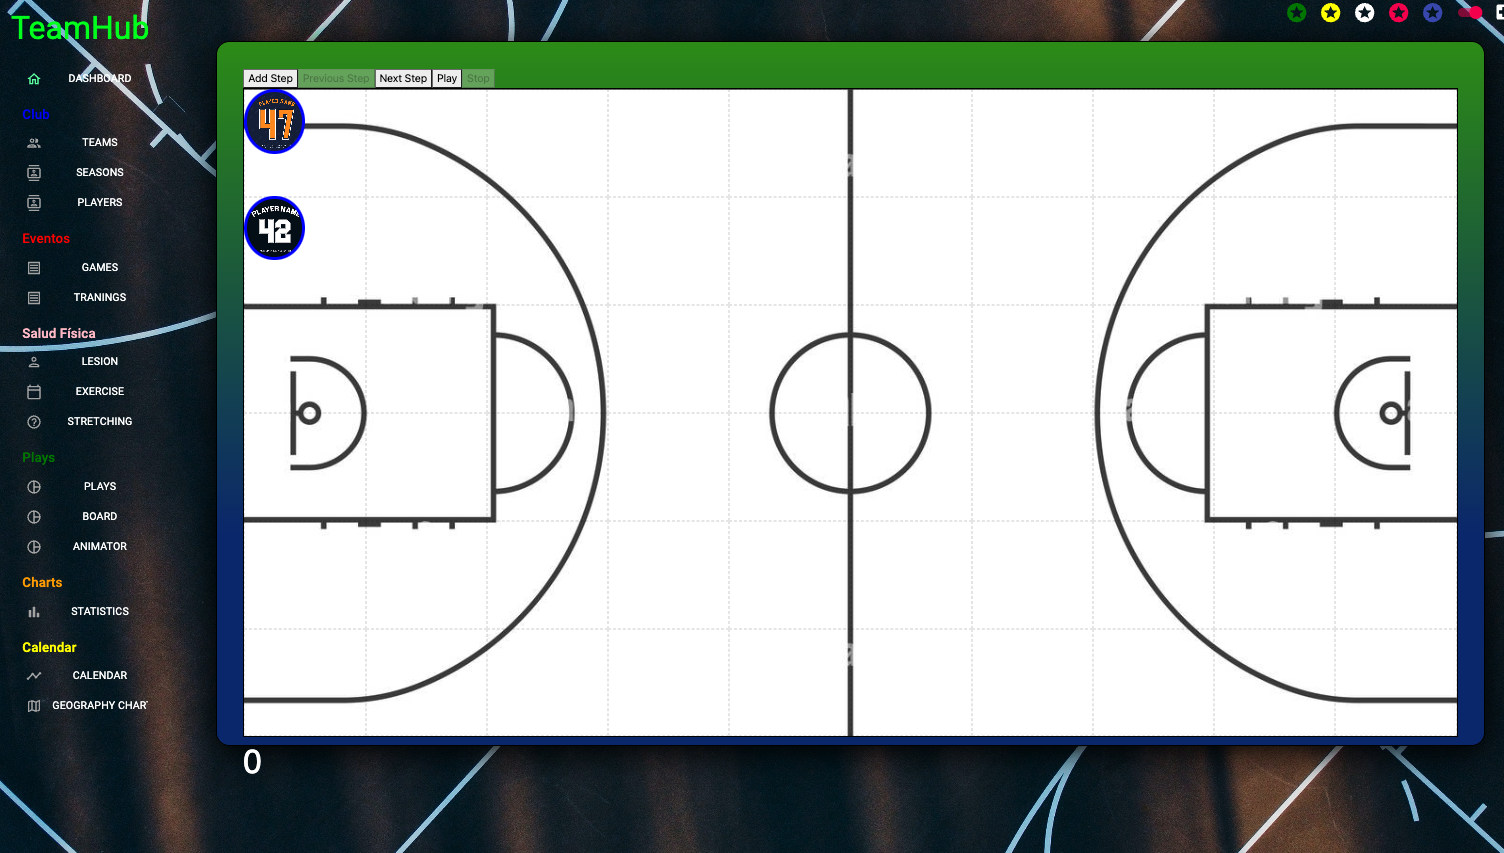 TeamHub
DASHBOARD
Club
TEAMS
SEASONS
PLAYERS
Eventos
GAMES
TRANINGS
Salud Física
LESION
EXERCISE
STRETCHING
Plays
PLAYS
BOARD
ANIMATOR
Charts
STATISTICS
Calendar
CALENDAR
GEOGRAPHY CHAR
Add Step Previous Step Next Step Play Stop
PLAYER NAME
47
PLAYER NAME
42
0